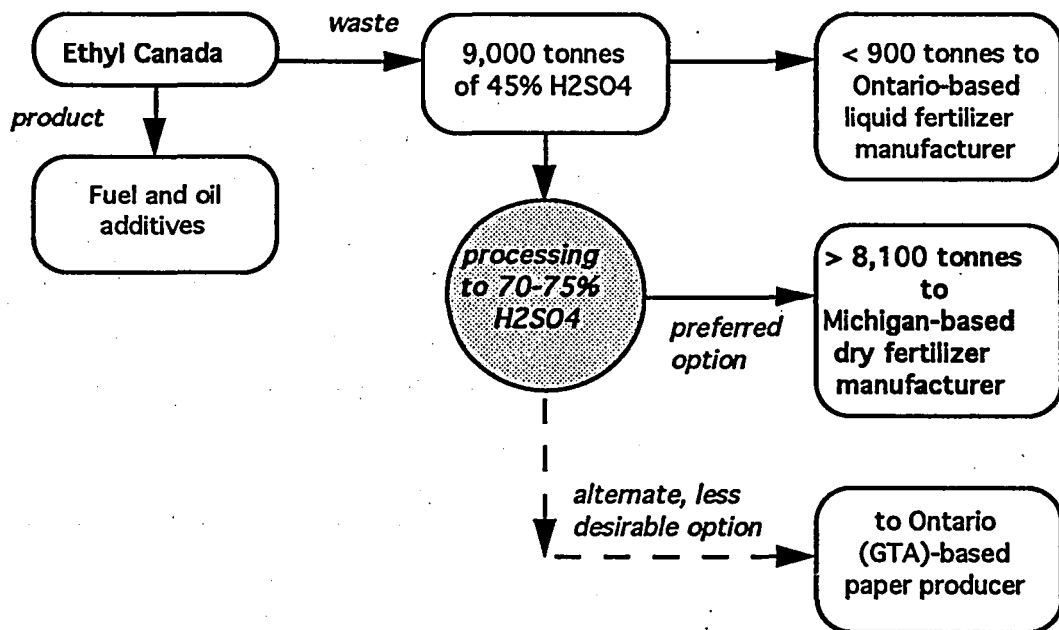 Ethyl Canada
waste
9,000 tonnes
of 45% H2SO4
< 900 tonnes to
Ontario-based
liquid fertilizer
manufacturer
product
Fuel and oil
additives
processing
to 70-75%
H2SO4
preferred
option
> 8,100 tonnes
to
Michigan-based
dry fertilizer
manufacturer
alternate, less
desirable option
to Ontario
(GTA)-based
paper producer